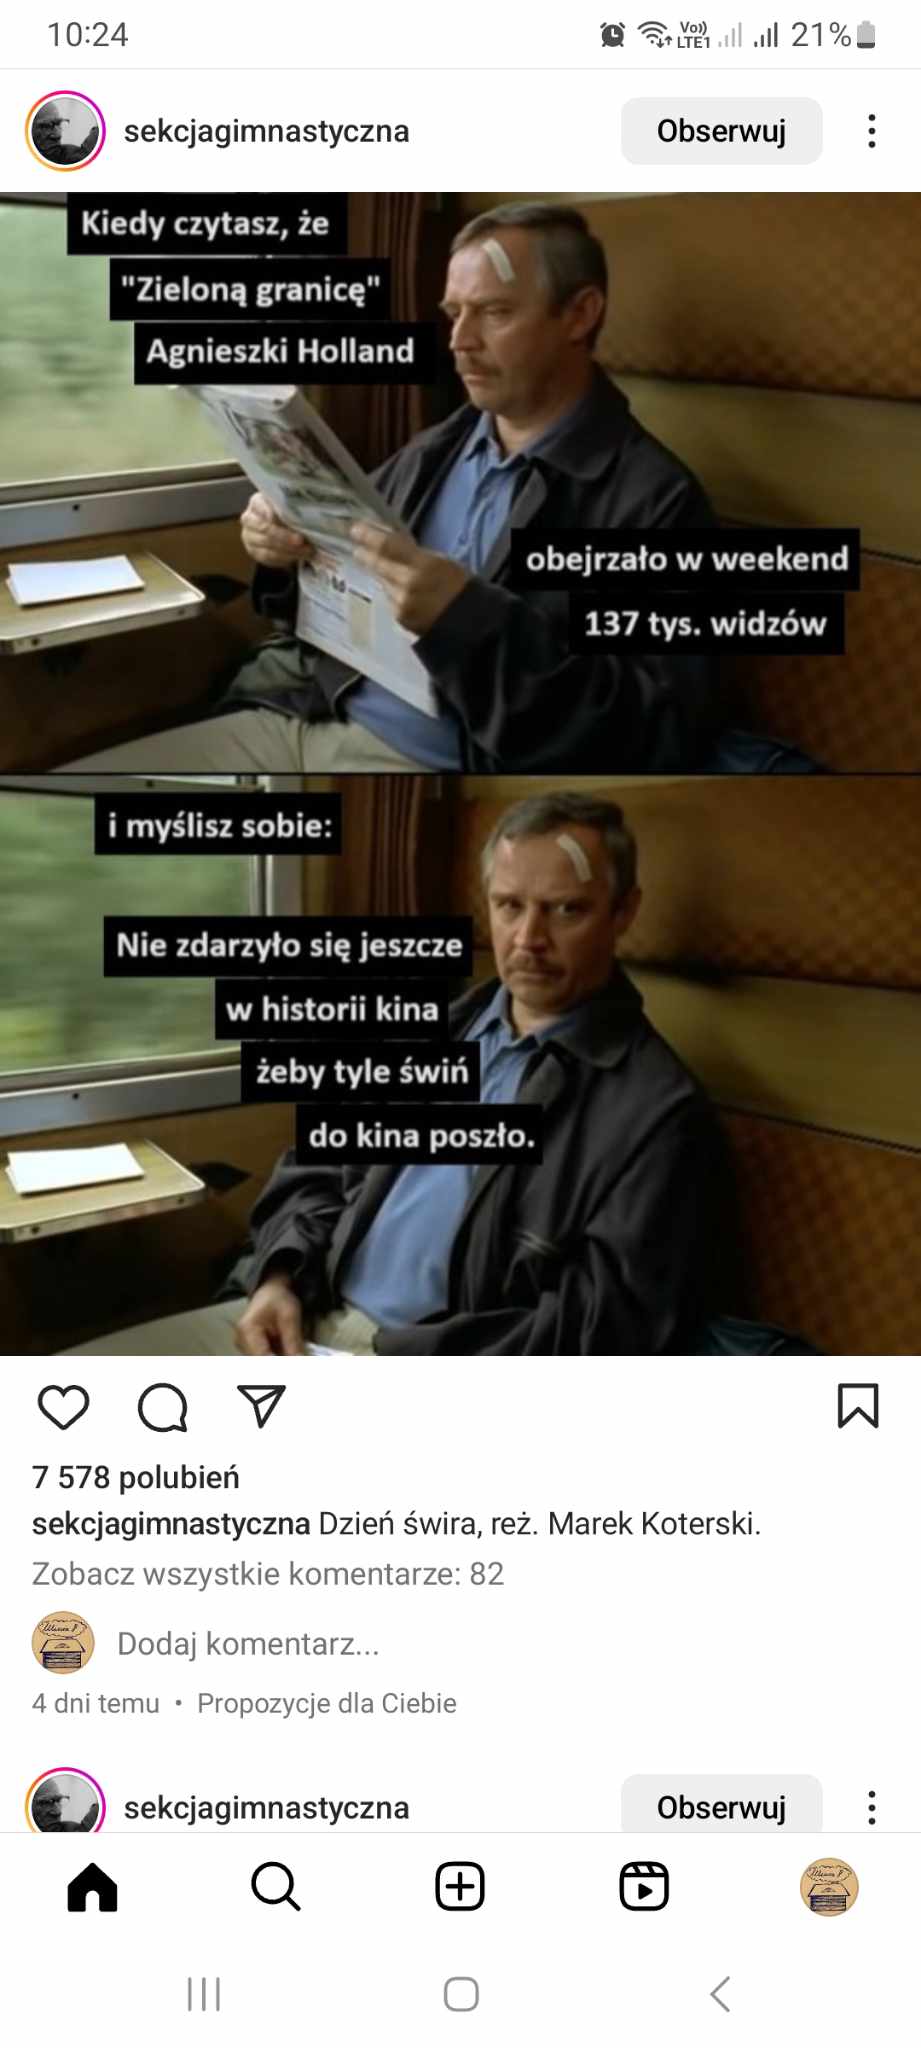 10:24
Vo))
LTE1
21%
sekcjagimnastyczna
Obserwuj
Kiedy czytasz, że
"Zieloną granicę"
Agnieszki Holland
obejrzało w weekend
137 tys. widzów
i myślisz sobie:
Nie zdarzyło się jeszcze
w historii kina
żeby tyle świń
do kina poszło.
7 578 polubień
sekcjagimnastyczna Dzień świra, reż. Marek Koterski.
Zobacz wszystkie komentarze: 82
Dodaj komentarz...
4 dni temu • Propozycje dla Ciebie
sekcjagimnastyczna
Obserwuj